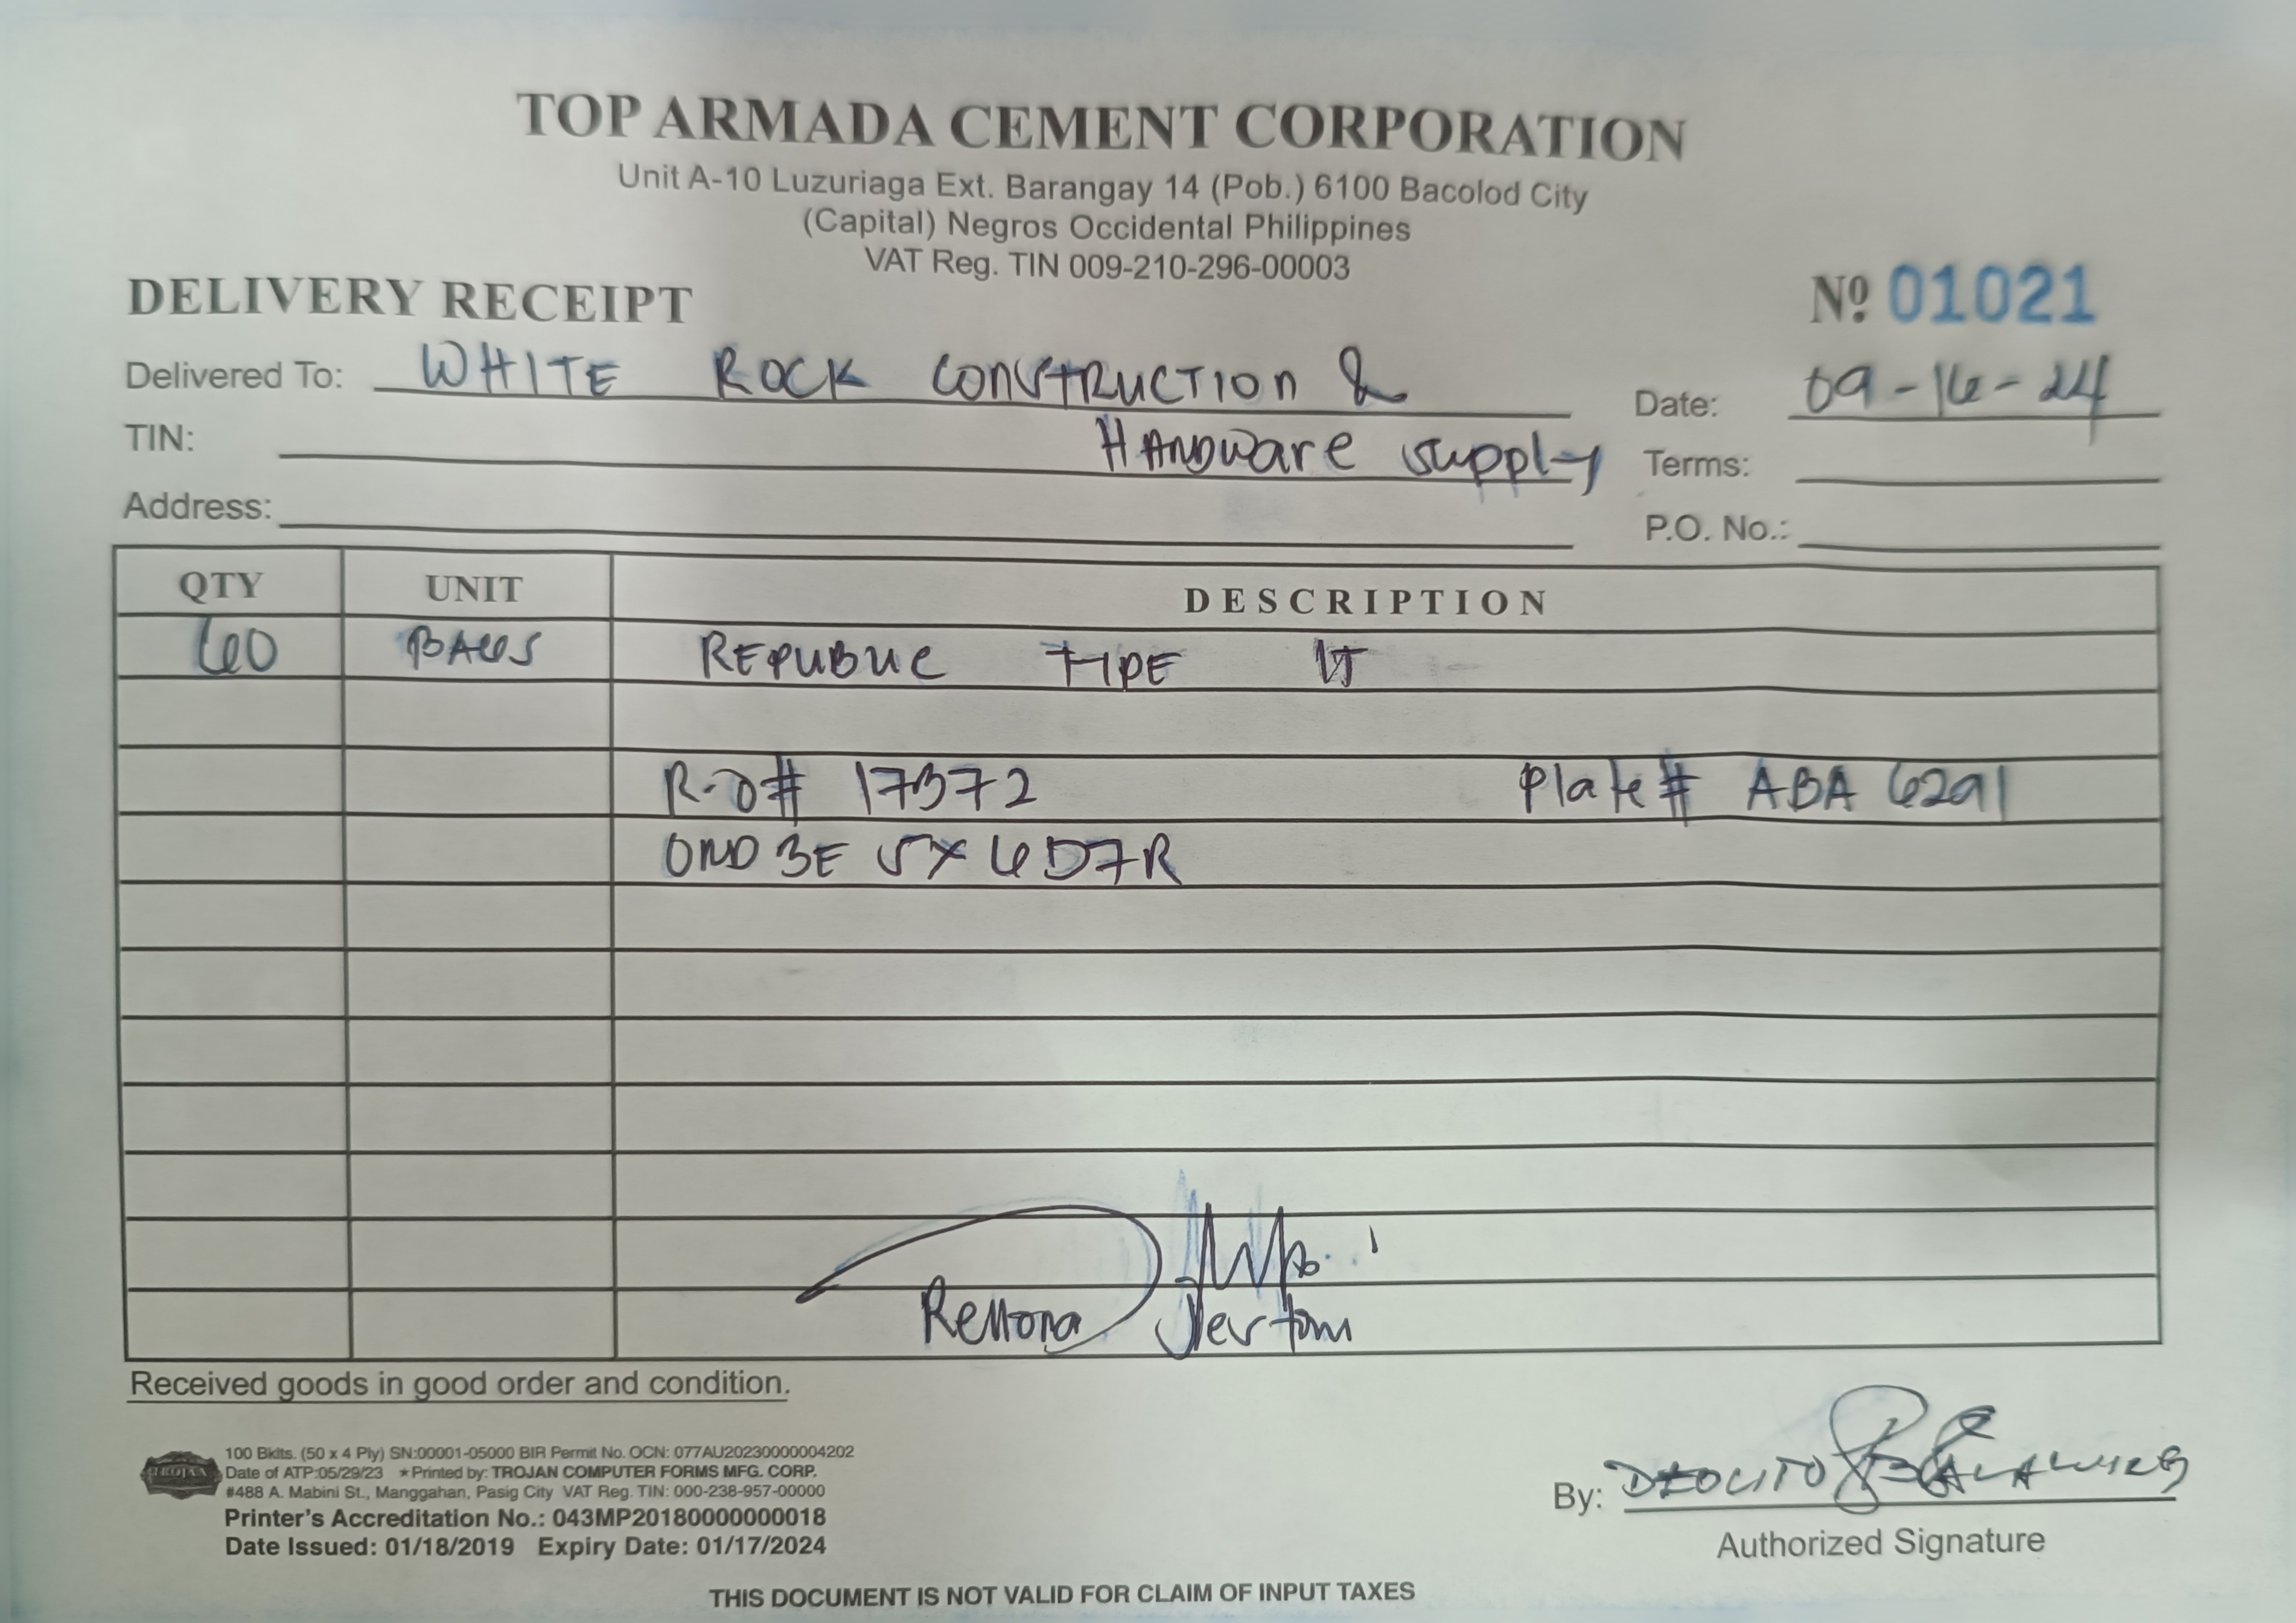 TOP ARMADA CEMENT CORPORATION
Unit A-10 Luzuriaga Ext. Barangay 14 (Pob.) 6100 Bacolod City
(Capital) Negros Occidental Philippines
VAT Reg. TIN 009-210-296-00003
DELIVERY RECEIPT Nº 01021
Delivered To: WHITE ROCK CONSTRUCTION & Date: 09-16-24
TIN: HARDware supply Terms:
Address: P.O. No.:
QTY UNIT DESCRIPTION
60 BAGS REPUBLIC TYPE 1T
R.O# 17372 Plate# ABA 6291
OND3E 5X6D7R
Received goods in good order and condition.
TROJAN
100 Bklts. (50 x 4 Ply) SN:00001-05000 BIR Permit No. OCN: 077AU20230000004202
Date of ATP:05/29/23 ★Printed by: TROJAN COMPUTER FORMS MFG. CORP.
#488 A. Mabini St., Manggahan, Pasig City VAT Reg. TIN: 000-238-957-00000
Printer's Accreditation No.: 043MP20180000000018
Date Issued: 01/18/2019 Expiry Date: 01/17/2024
By:
Authorized Signature
THIS DOCUMENT IS NOT VALID FOR CLAIM OF INPUT TAXES